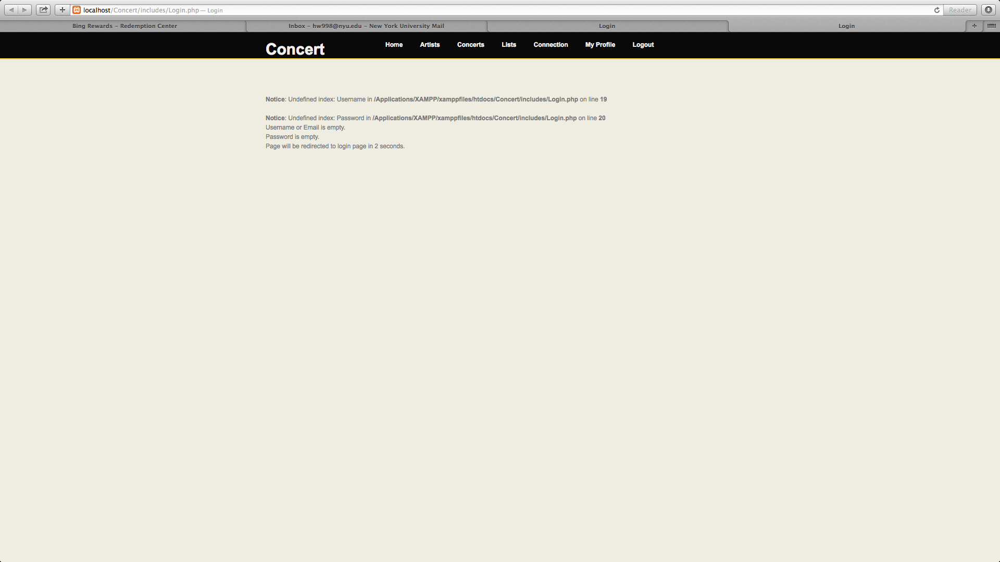 localhost/Concert/includes/Login.php — Login
Reader
Bing Rewards – Redemption Center
Inbox – hw998@nyu.edu – New York University Mail
Login
Login
Concert
Home
Artists
Concerts
Lists
Connection
My Profile
Logout
Notice: Undefined index: Username in /Applications/XAMPP/xamppfiles/htdocs/Concert/includes/Login.php on line 19
Notice: Undefined index: Password in /Applications/XAMPP/xamppfiles/htdocs/Concert/includes/Login.php on line 20
Username or Email is empty.
Password is empty.
Page will be redirected to login page in 2 seconds.